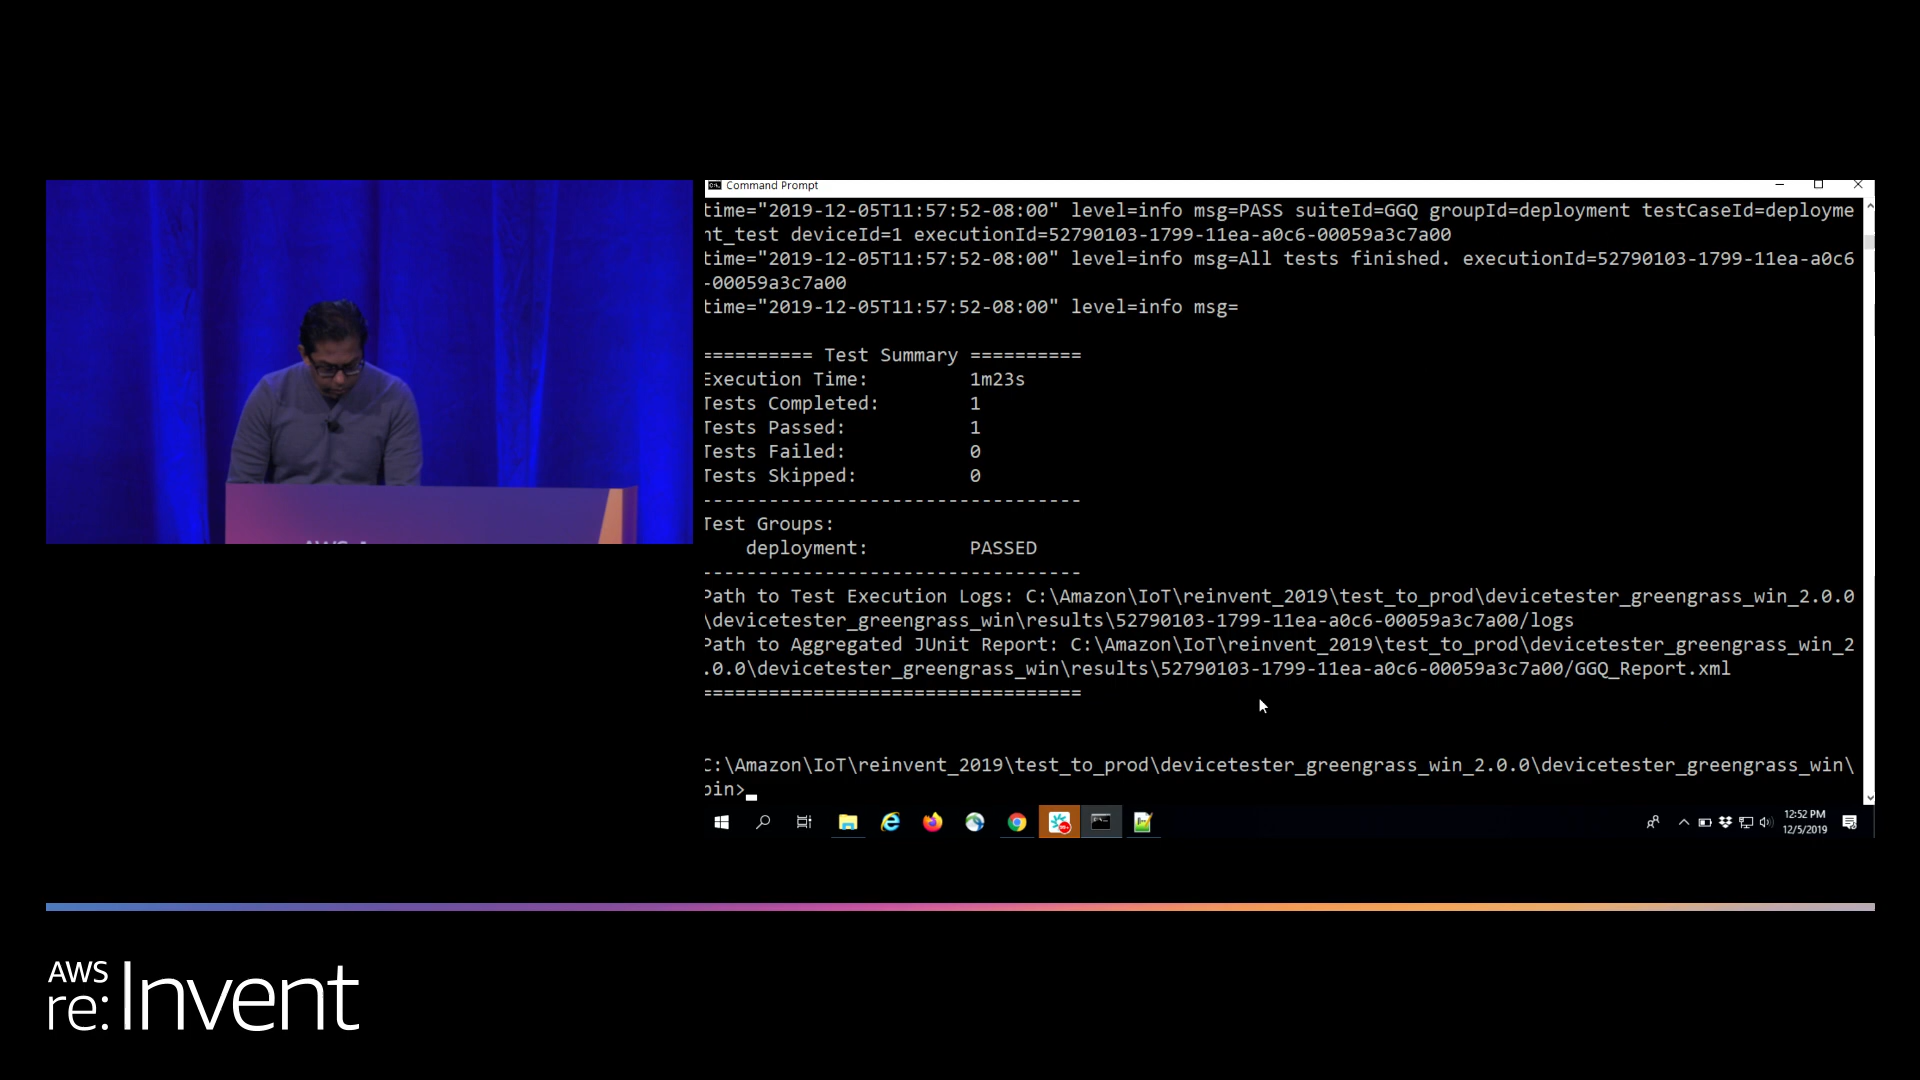 Command Prompt
time="2019-12-05T11:57:52-08:00" level=info msg=PASS suiteId=GGQ groupId=deployment testCaseId=deployme
nt_test deviceId=1 executionId=52790103-1799-11ea-a0c6-00059a3c7a00
time="2019-12-05T11:57:52-08:00" level=info msg=All tests finished. executionId=52790103-1799-11ea-a0c6
-00059a3c7a00
time="2019-12-05T11:57:52-08:00" level=info msg=
========== Test Summary ==========
Execution Time: 1m23s
Tests Completed: 1
Tests Passed: 1
Tests Failed: 0
Tests Skipped: 0
----------------------------------
Test Groups:
deployment: PASSED
----------------------------------
Path to Test Execution Logs: C:\Amazon\IoT\reinvent_2019\test_to_prod\devicetester_greengrass_win_2.0.0
\devicetester_greengrass_win\results\52790103-1799-11ea-a0c6-00059a3c7a00/logs
Path to Aggregated JUnit Report: C:\Amazon\IoT\reinvent_2019\test_to_prod\devicetester_greengrass_win_2
.0.0\devicetester_greengrass_win\results\52790103-1799-11ea-a0c6-00059a3c7a00/GGQ_Report.xml
==================================
C:\Amazon\IoT\reinvent_2019\test_to_prod\devicetester_greengrass_win_2.0.0\devicetester_greengrass_win\
bin>
12:52 PM
12/5/2019
AWS
re:Invent